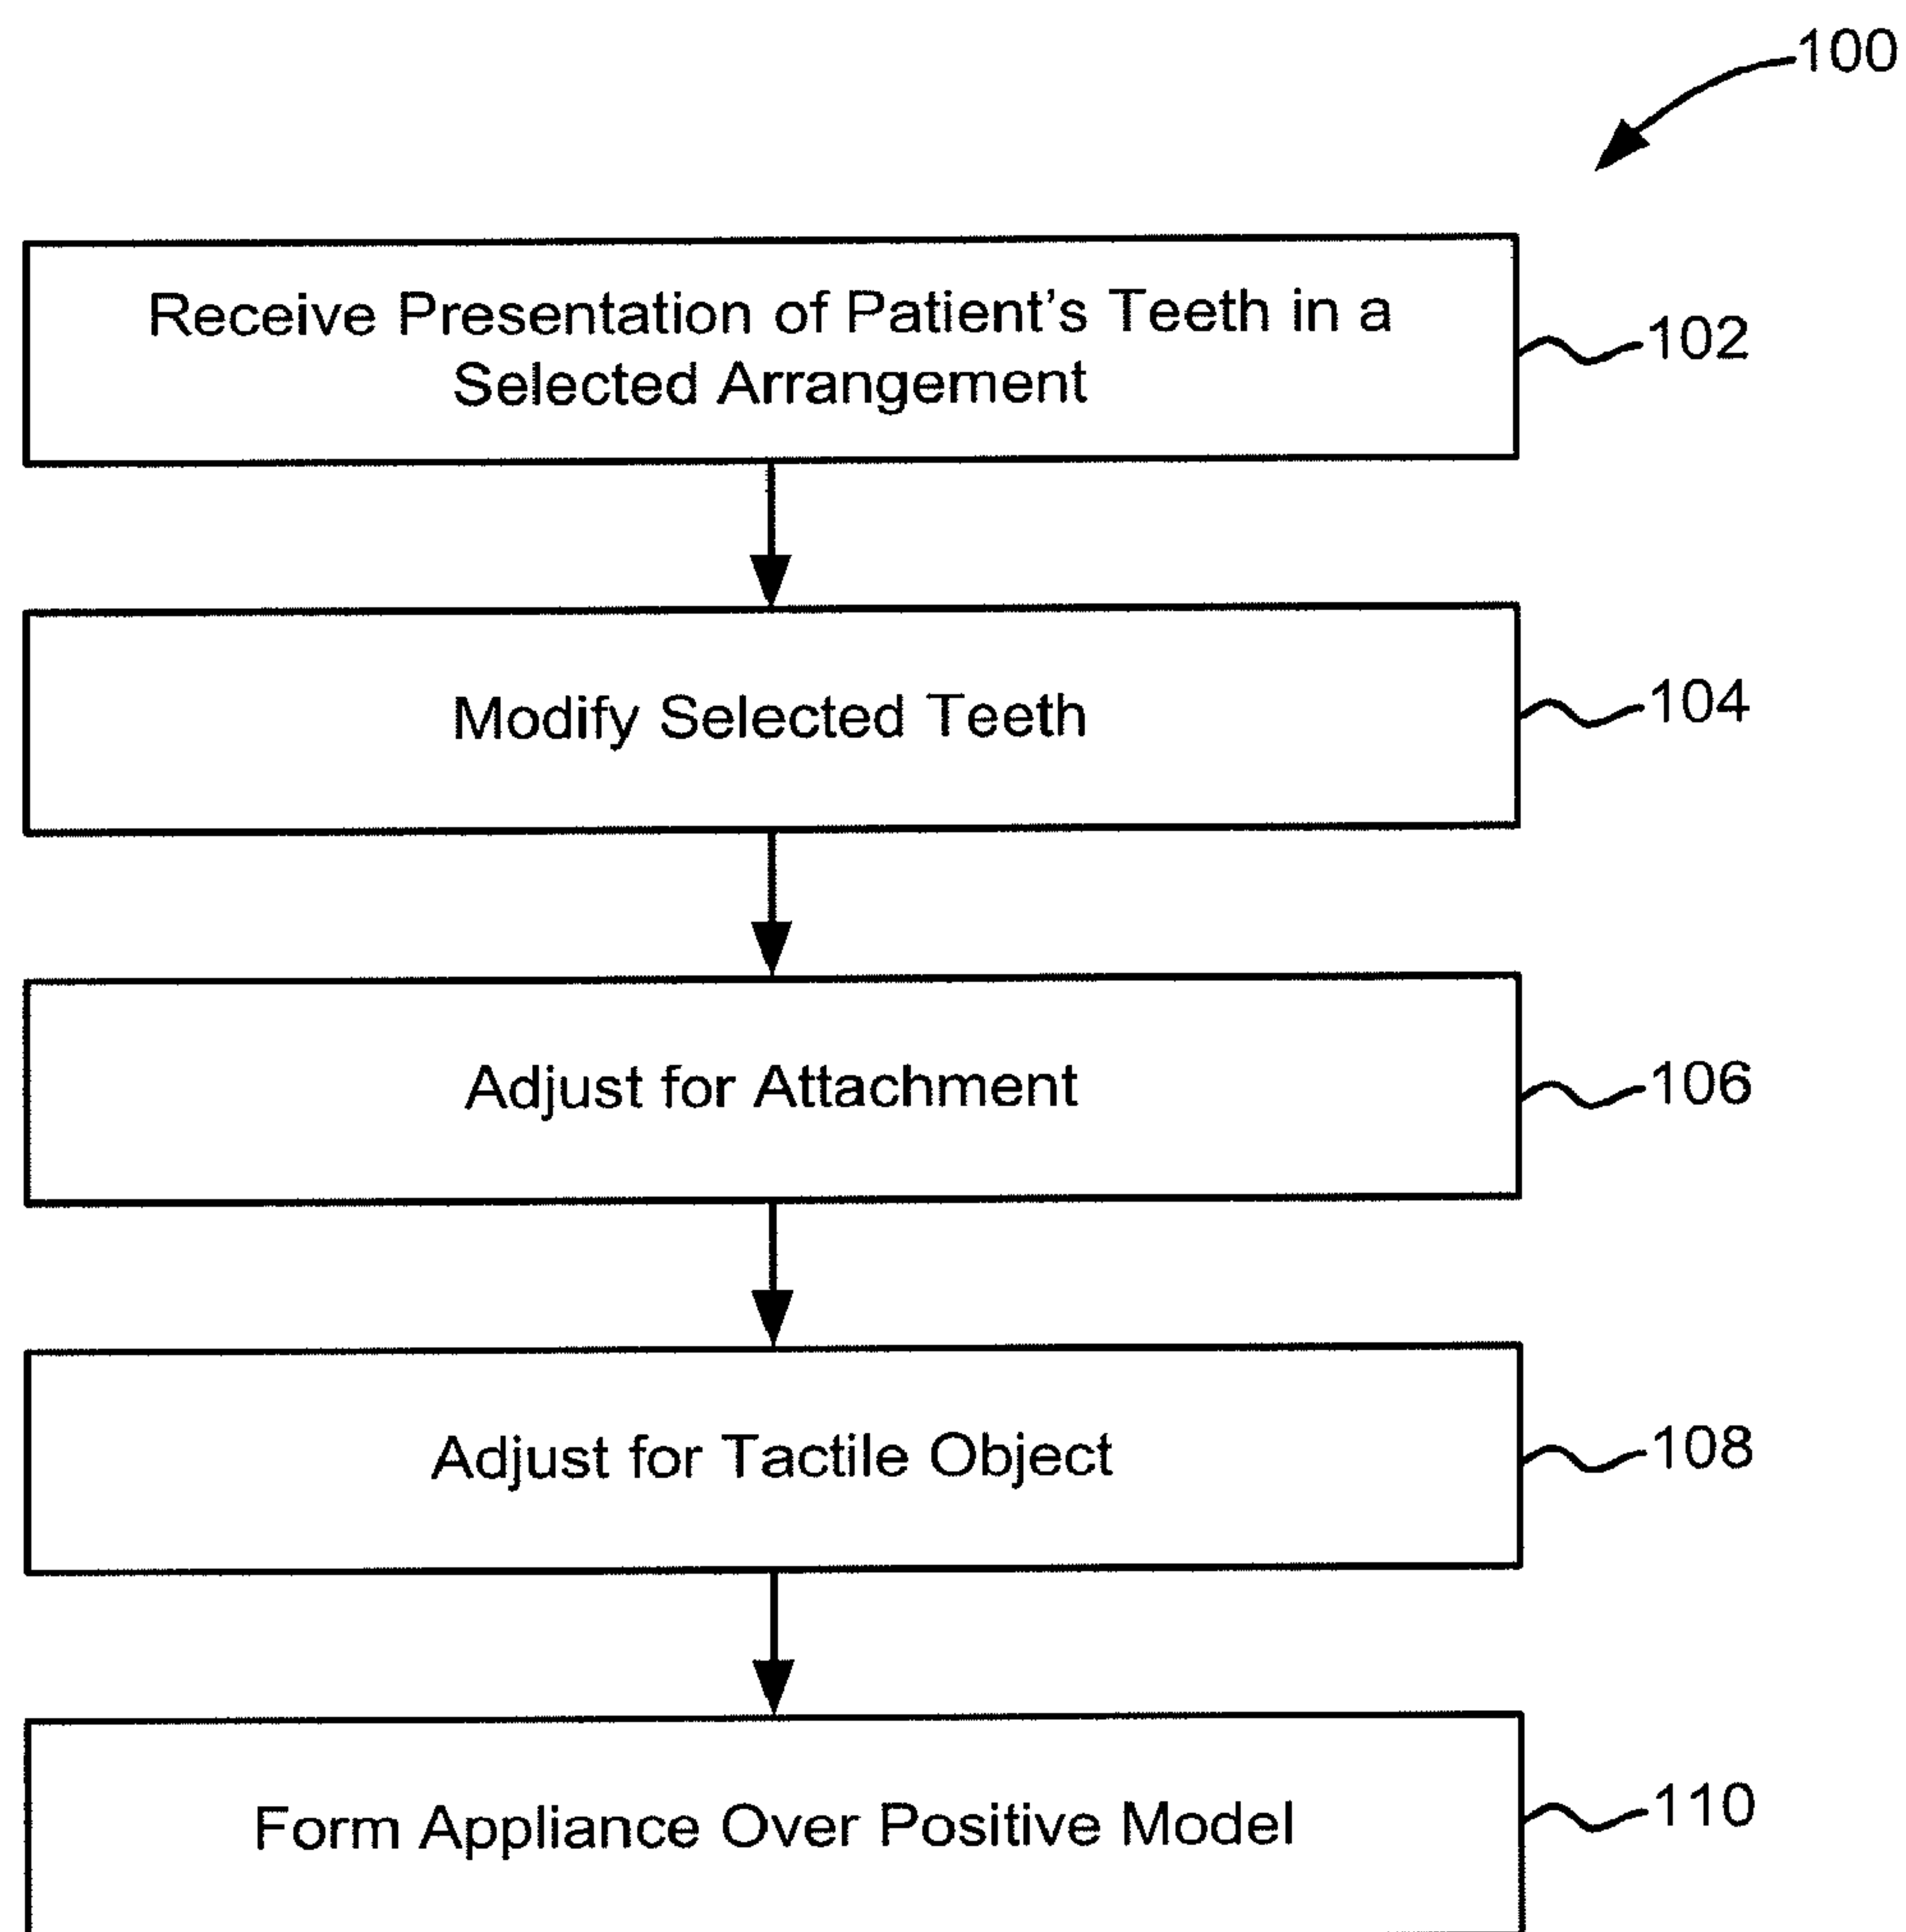 100
Receive Presentation of Patient's Teeth in a
Selected Arrangement
102
Modify Selected Teeth
104
Adjust for Attachment
106
Adjust for Tactile Object
108
Form Appliance Over Positive Model
110